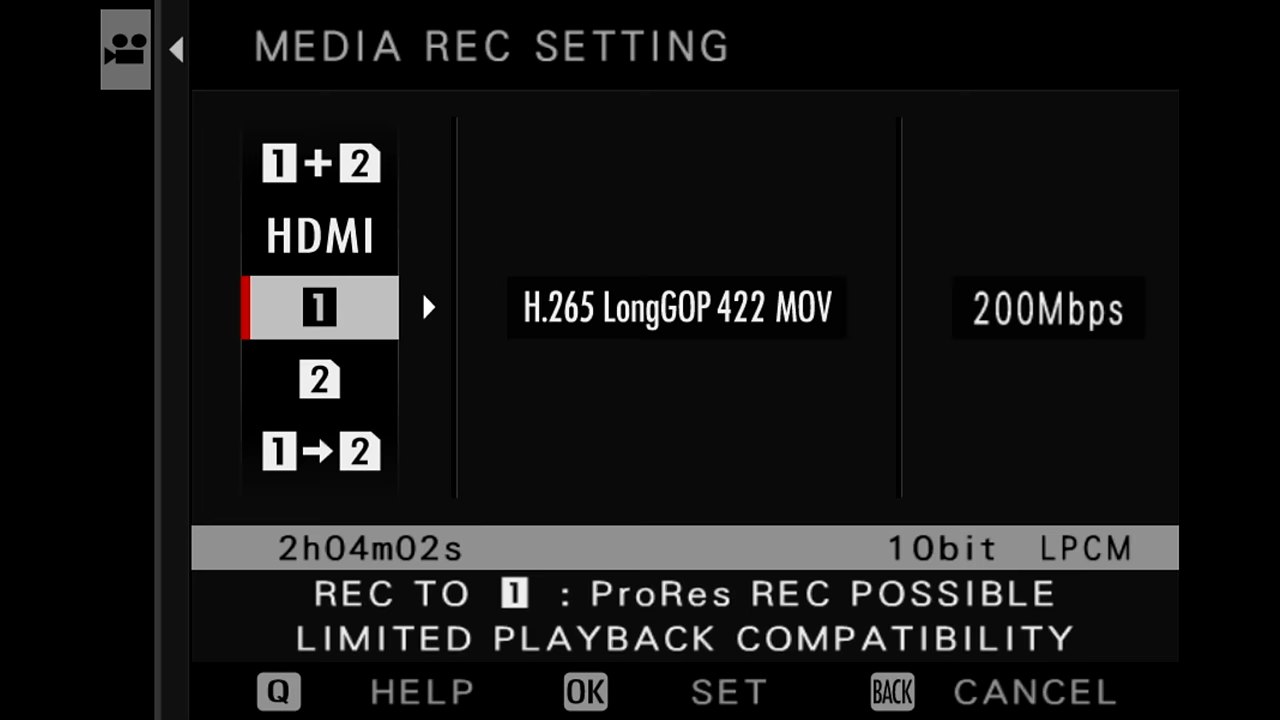 MEDIA REC SETTING
1+2
HDMI
1
H.265 LongGOP 422 MOV
200Mbps
2
1→2
2h04m02s
10bit LPCM
REC TO 1 : ProRes REC POSSIBLE
LIMITED PLAYBACK COMPATIBILITY
Q HELP OK SET BACK CANCEL